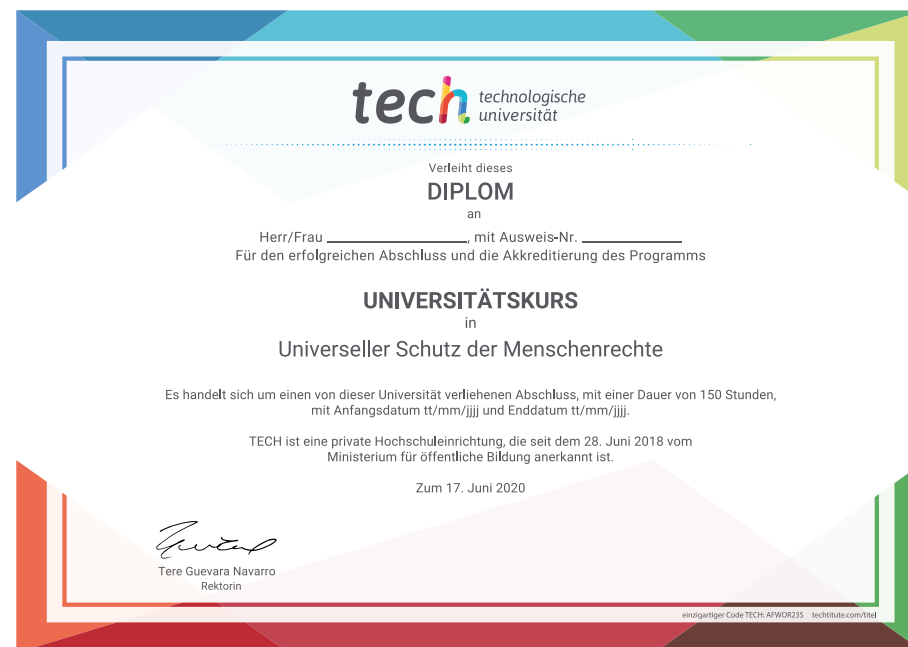 tech technologische
universität
Verleiht dieses
DIPLOM
an
Herr/Frau ____________________, mit Ausweis-Nr. ______________
Für den erfolgreichen Abschluss und die Akkreditierung des Programms
UNIVERSITÄTSKURS
in
Universeller Schutz der Menschenrechte
Es handelt sich um einen von dieser Universität verliehenen Abschluss, mit einer Dauer von 150 Stunden,
mit Anfangsdatum tt/mm/jjjj und Enddatum tt/mm/jjjj.
TECH ist eine private Hochschuleinrichtung, die seit dem 28. Juni 2018 vom
Ministerium für öffentliche Bildung anerkannt ist.
Zum 17. Juni 2020
Tere Guevara Navarro
Rektorin
einzigartiger Code TECH: AFWOR23S techtitute.com/titel